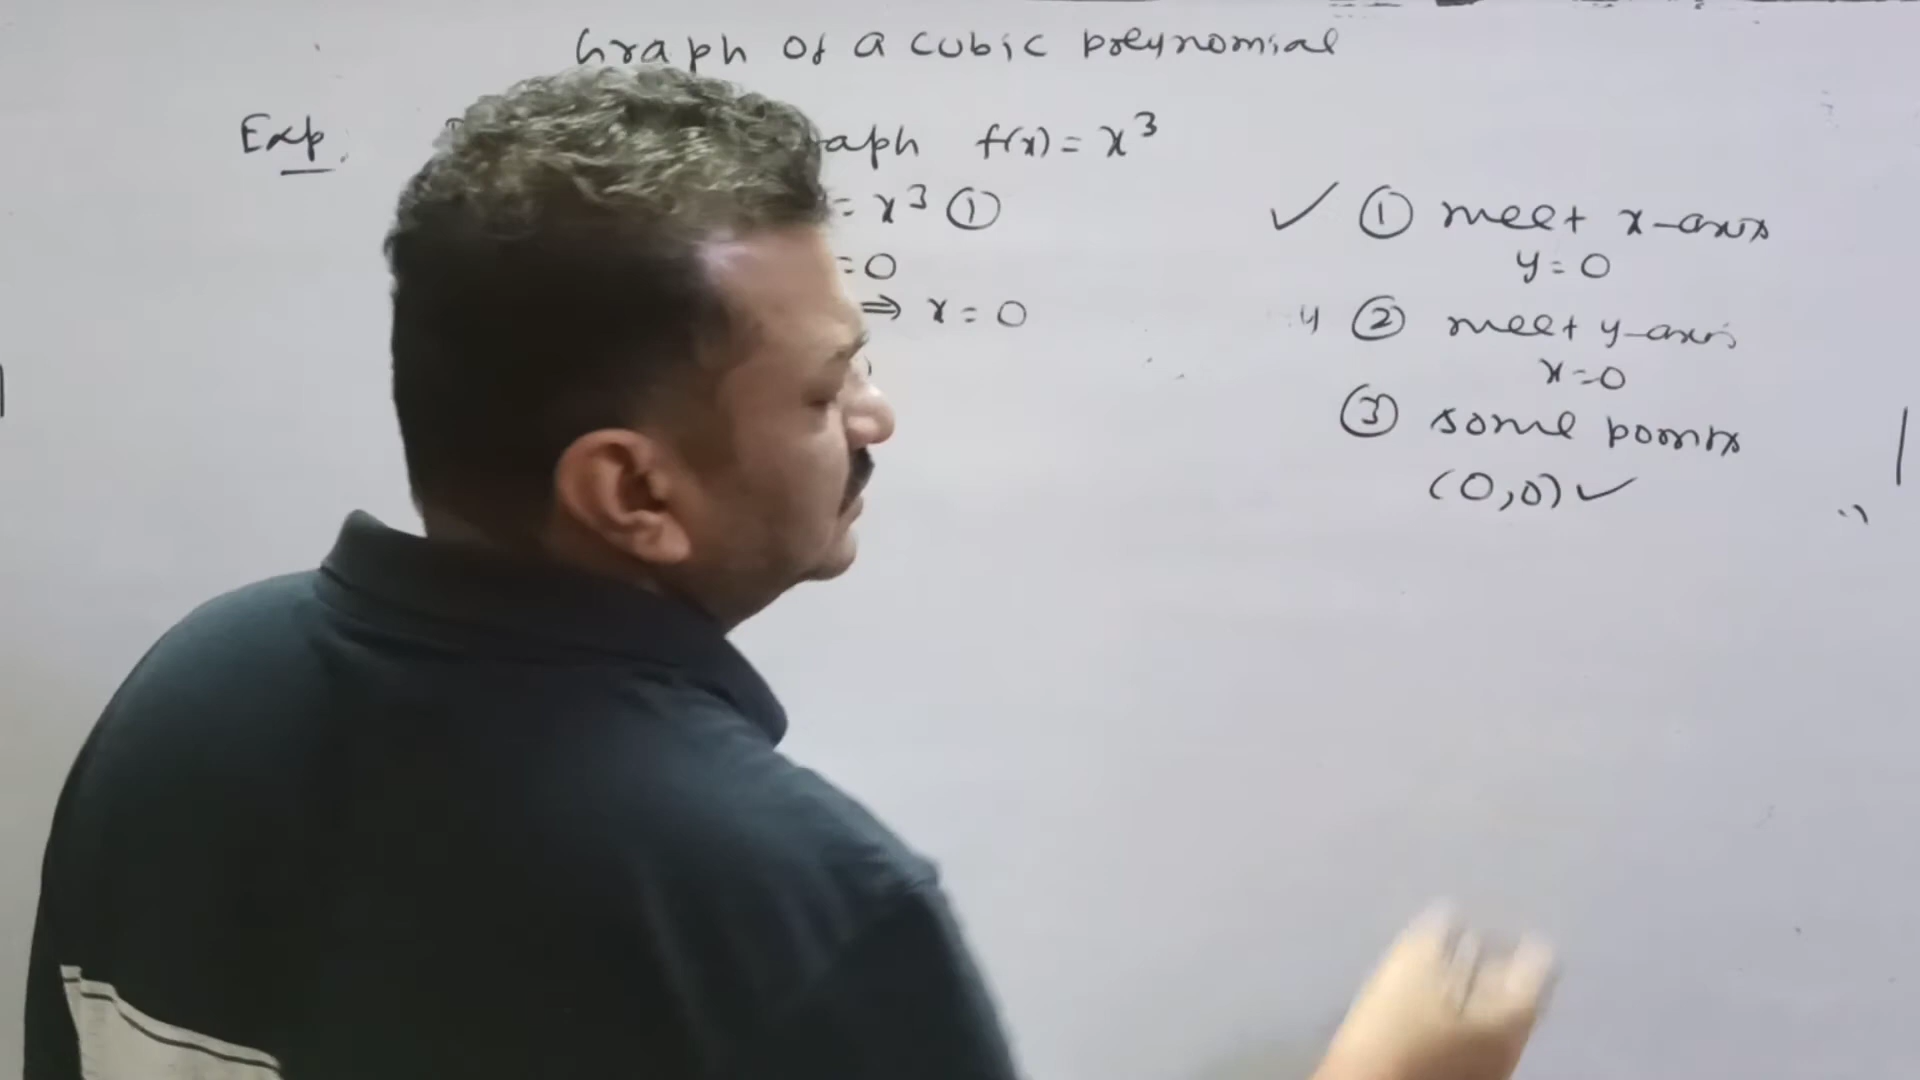 Graph of a cubic polynomial
Exp. aph f(x) = x³
= x³ ①
= 0
⇒ x = 0
✓ ① meet x-axis
y = 0
② meet y-axis
x = 0
③ some points
(0,0) ✓